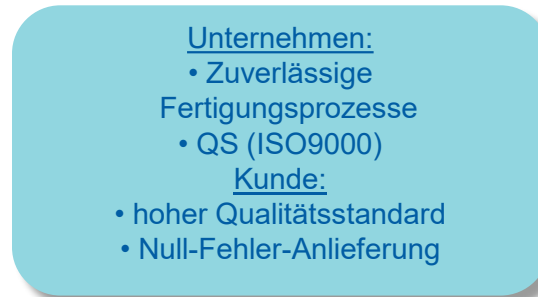 Unternehmen:
• Zuverlässige
Fertigungsprozesse
• QS (ISO9000)
Kunde:
• hoher Qualitätsstandard
• Null-Fehler-Anlieferung